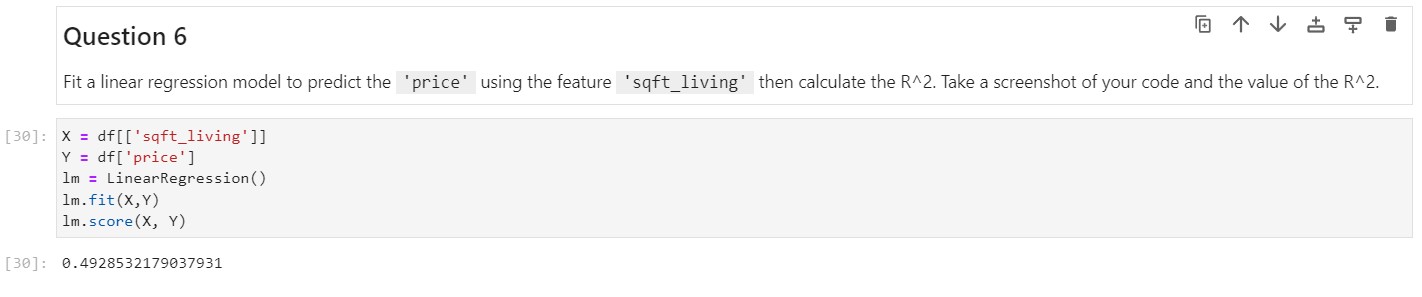 Question 6
Fit a linear regression model to predict the 'price' using the feature 'sqft_living' then calculate the R^2. Take a screenshot of your code and the value of the R^2.
[30]: X = df[['sqft_living']]
Y = df['price']
lm = LinearRegression()
lm.fit(X,Y)
lm.score(X, Y)
[30]: 0.4928532179037931